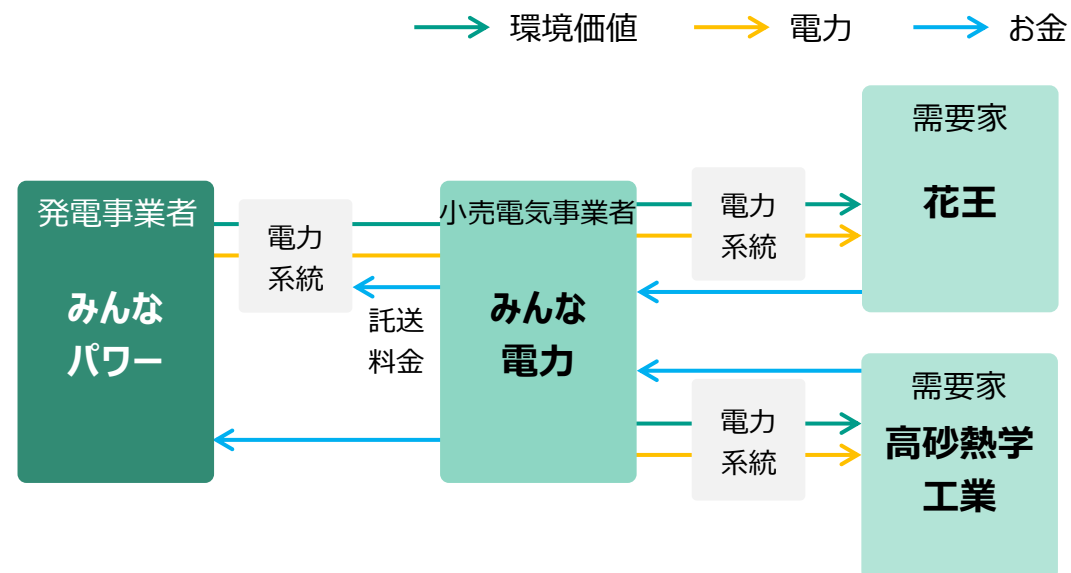 環境価値
電力
お金
発電事業者
みんな
パワー
電力
系統
託送
料金
小売電気事業者
みんな
電力
電力
系統
需要家
花王
電力
系統
需要家
高砂熱学
工業